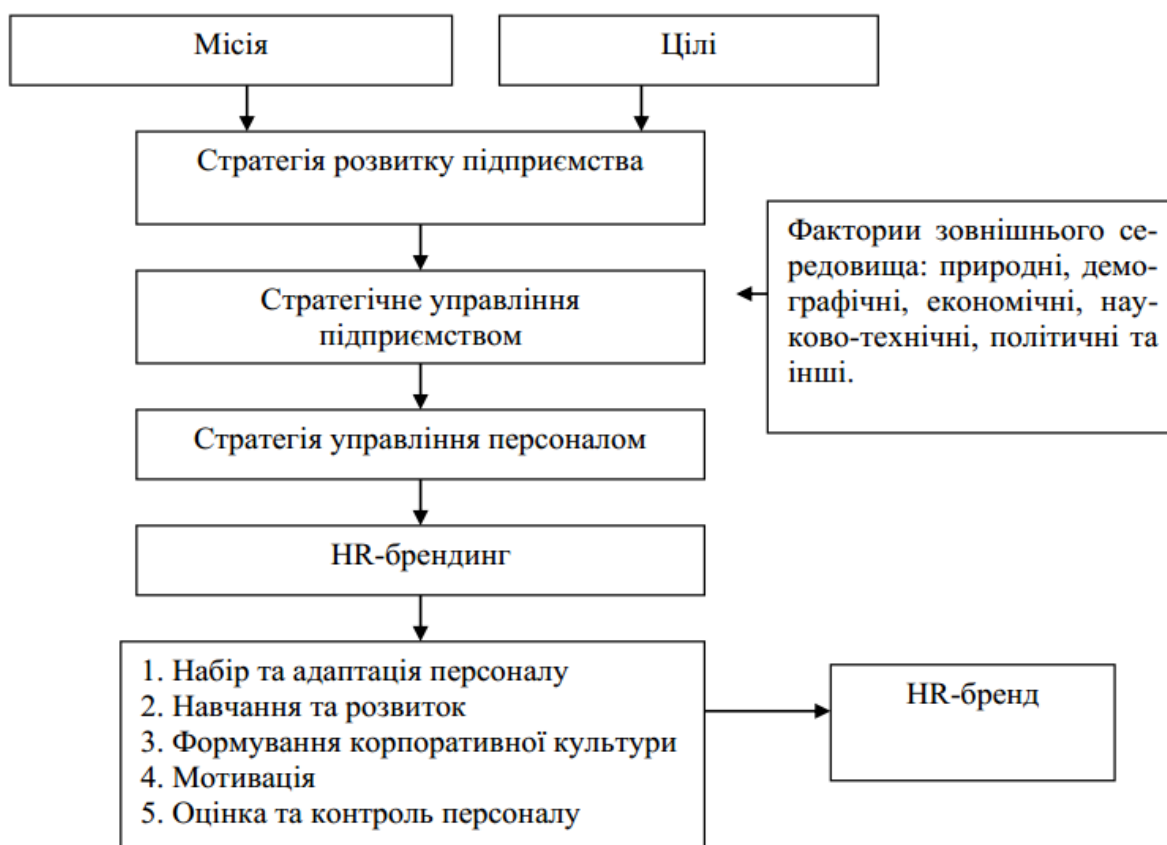 Місія
Цілі
Стратегія розвитку підприємства
Фактории зовнішнього се-
редовища: природні, демо-
графічні, економічні, нау-
ково-технічні, політичні та
інші.
Стратегічне управління
підприємством
Стратегія управління персоналом
HR-брендинг
1. Набір та адаптація персоналу
2. Навчання та розвиток
3. Формування корпоративної культури
4. Мотивація
5. Оцінка та контроль персоналу
HR-бренд